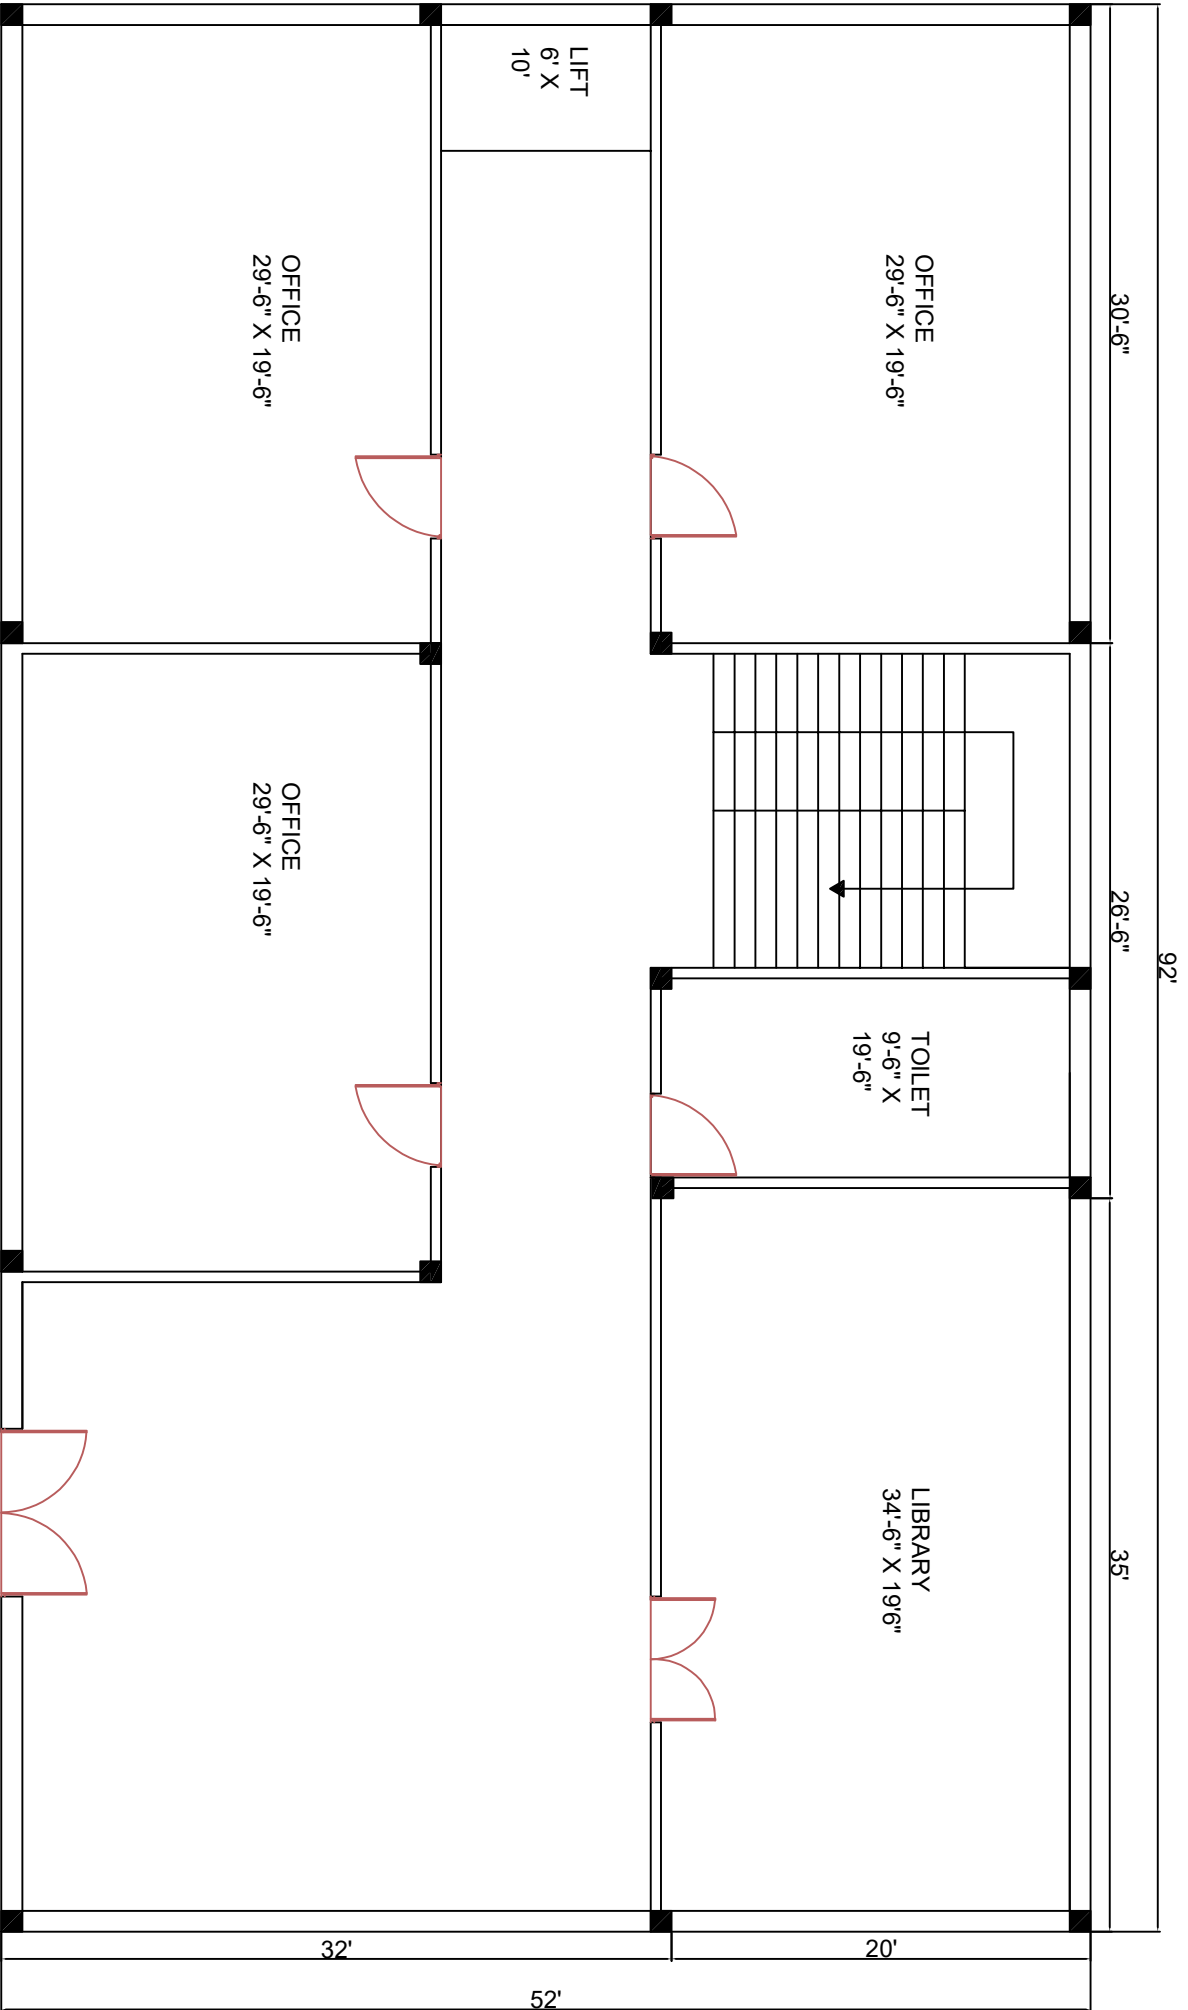 LIFT
6' X
10'
OFFICE
29'-6" X 19'-6"
OFFICE
29'-6" X 19'-6"
30'-6"
OFFICE
29'-6" X 19'-6"
26'-6"
92'
TOILET
9'-6" X
19'-6"
LIBRARY
34'-6" X 19'6"
35'
32'
20'
52'